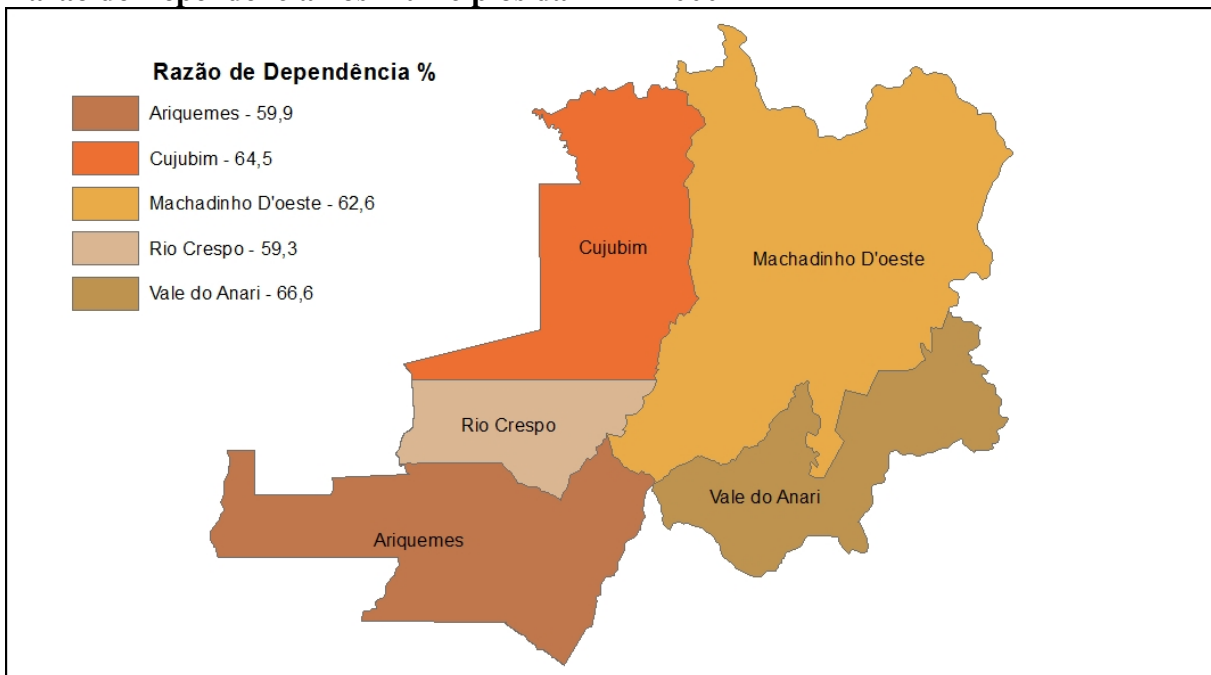 Razão de Dependência %
Ariquemes - 59,9
Cujubim - 64,5
Machadinho D'oeste - 62,6
Rio Crespo - 59,3
Vale do Anari - 66,6
Cujubim
Machadinho D'oeste
Rio Crespo
Vale do Anari
Ariquemes